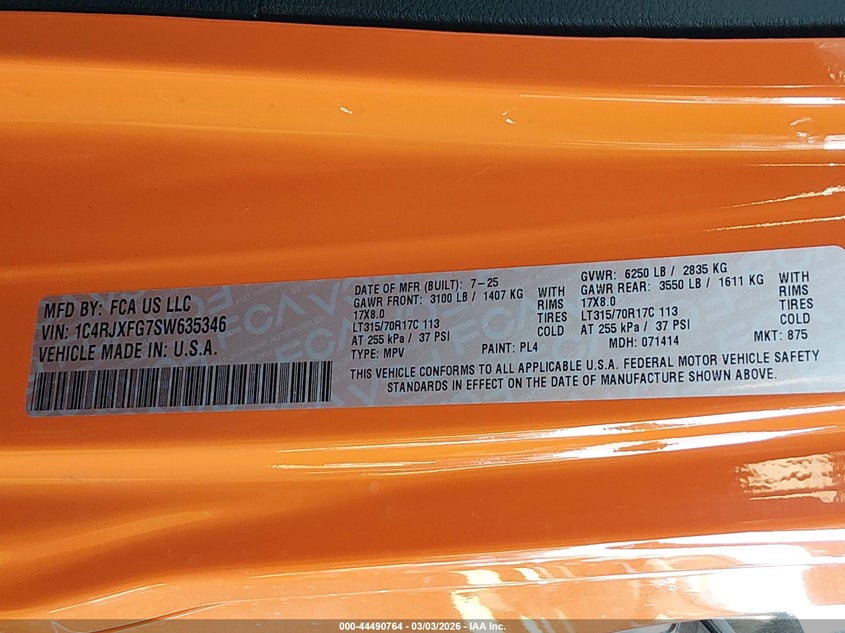 MFD BY: FCA US LLC
VIN: 1C4RJXFG7SW635346
VEHICLE MADE IN: U.S.A.
DATE OF MFR (BUILT): 7-25
GAWR FRONT: 3100 LB / 1407 KG WITH
17X8.0 RIMS
LT315/70R17C 113 TIRES
AT 255 kPa / 37 PSI COLD
TYPE: MPV PAINT: PL4
GVWR: 6250 LB / 2835 KG
GAWR REAR: 3550 LB / 1611 KG WITH
17X8.0 RIMS
LT315/70R17C 113 TIRES
AT 255 kPa / 37 PSI COLD
MDH: 071414 MKT: 875
THIS VEHICLE CONFORMS TO ALL APPLICABLE U.S.A. FEDERAL MOTOR VEHICLE SAFETY
STANDARDS IN EFFECT ON THE DATE OF MANUFACTURE SHOWN ABOVE.
000-44490764 - 03/03/2026 - IAA Inc.